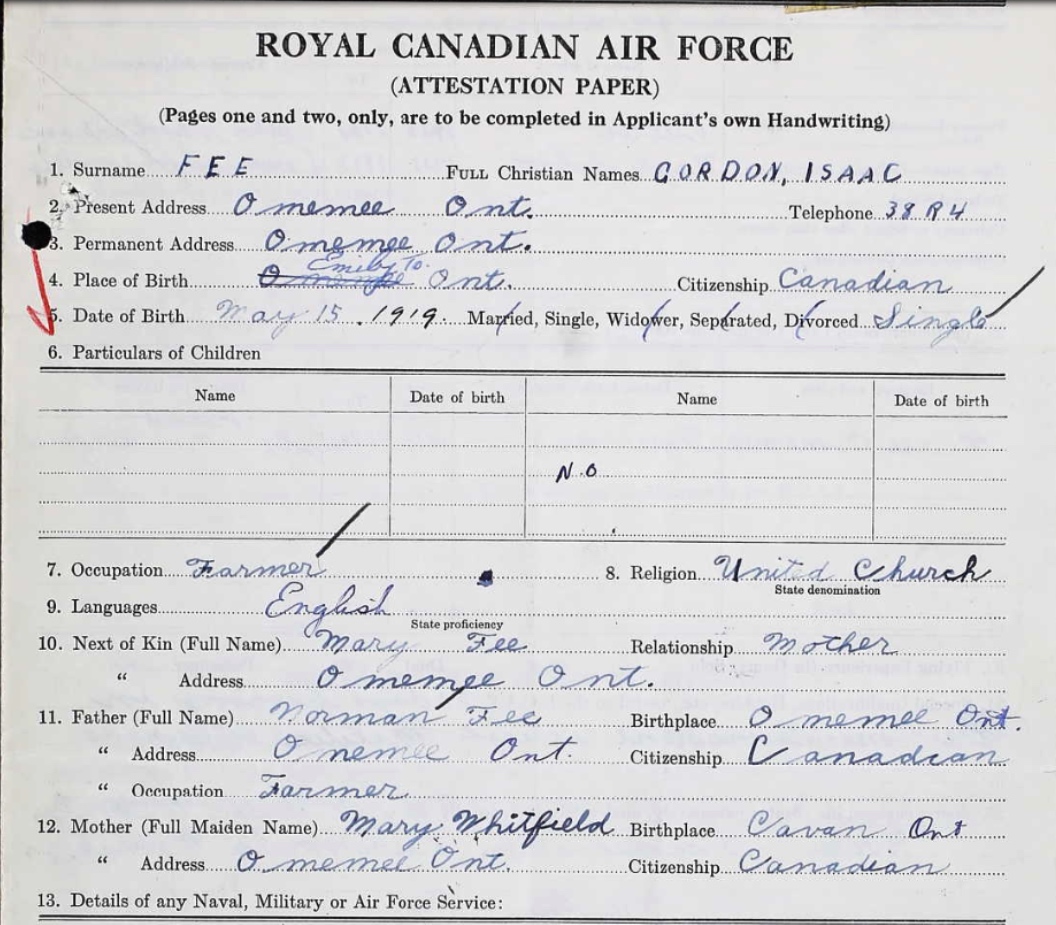 ROYAL CANADIAN AIR FORCE
(ATTESTATION PAPER)
(Pages one and two, only, are to be completed in Applicant's own Handwriting)
1. Surname FEE FULL Christian Names GORDON, ISAAC
2. Present Address Omemee Ont. Telephone 38 R 4
3. Permanent Address Omemee Ont.
Emily To.
4. Place of Birth Omemee Ont. Citizenship Canadian
5. Date of Birth May 15, 1919. Married, Single, Widower, Separated, Divorced Single
6. Particulars of Children
Name Date of birth Name Date of birth
N.O
7. Occupation Farmer 8. Religion United Church
State denomination
9. Languages English
State proficiency
10. Next of Kin (Full Name) Mary Fee Relationship Mother
" Address Omemee Ont.
11. Father (Full Name) Norman Fee Birthplace Omemee Ont.
" Address Omemee Ont. Citizenship Canadian
" Occupation Farmer
12. Mother (Full Maiden Name) Mary Whitfield Birthplace Cavan Ont
" Address Omemee Ont. Citizenship Canadian
13. Details of any Naval, Military or Air Force Service: